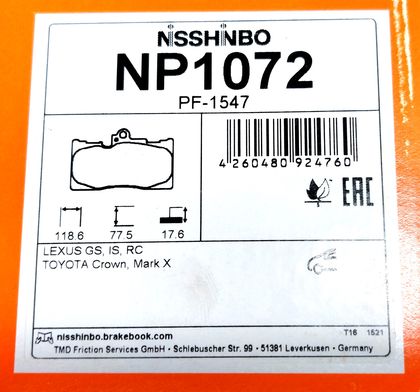 NiSSHiNBO
NP1072
PF-1547
4 260480 924760
EAC
118.6 77.5 17.6
LEXUS GS, IS, RC
TOYOTA Crown, Mark X
nisshinbo.brakebook.com
T16 1521
TMD Friction Services GmbH · Schlebuscher Str. 99 · 51381 Leverkusen · Germany